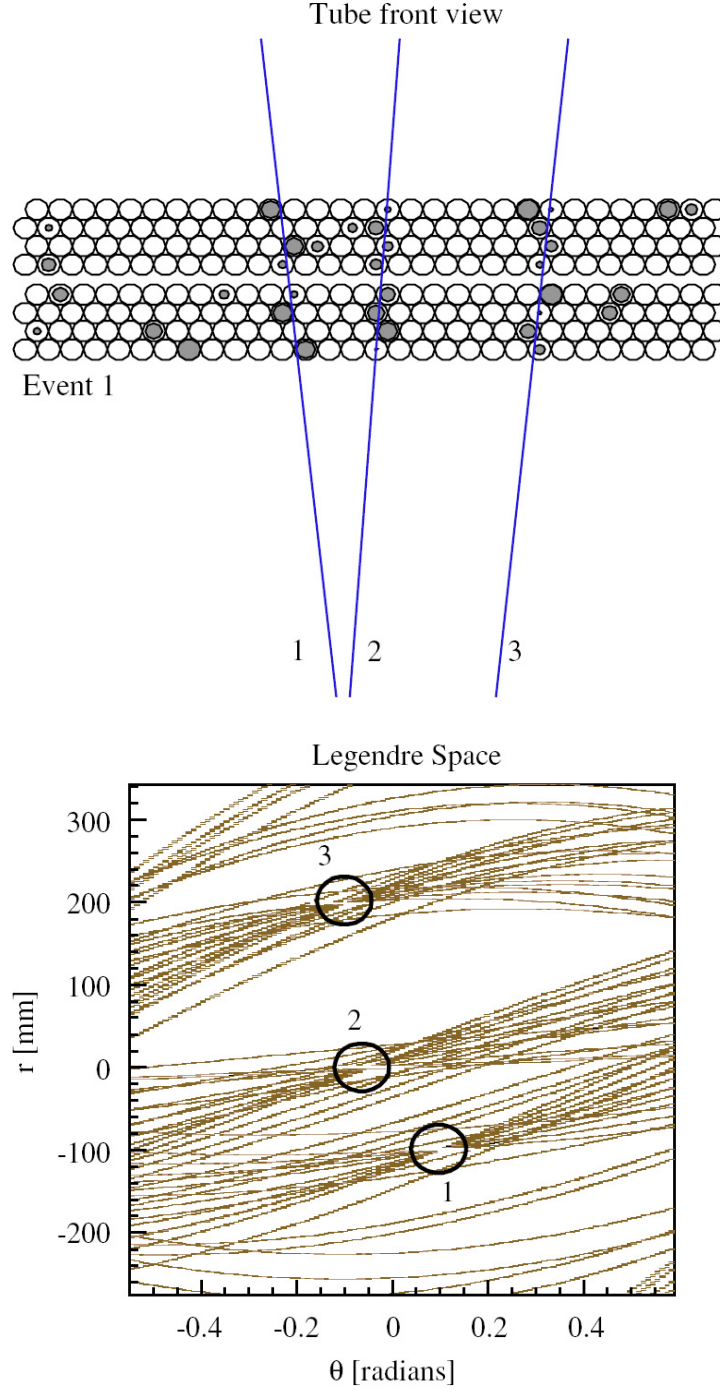 Tube front view
Event 1
1 2 3
Legendre Space
300
200
100
0
-100
-200
3
2
1
r [mm]
-0.4 -0.2 0 0.2 0.4
θ [radians]